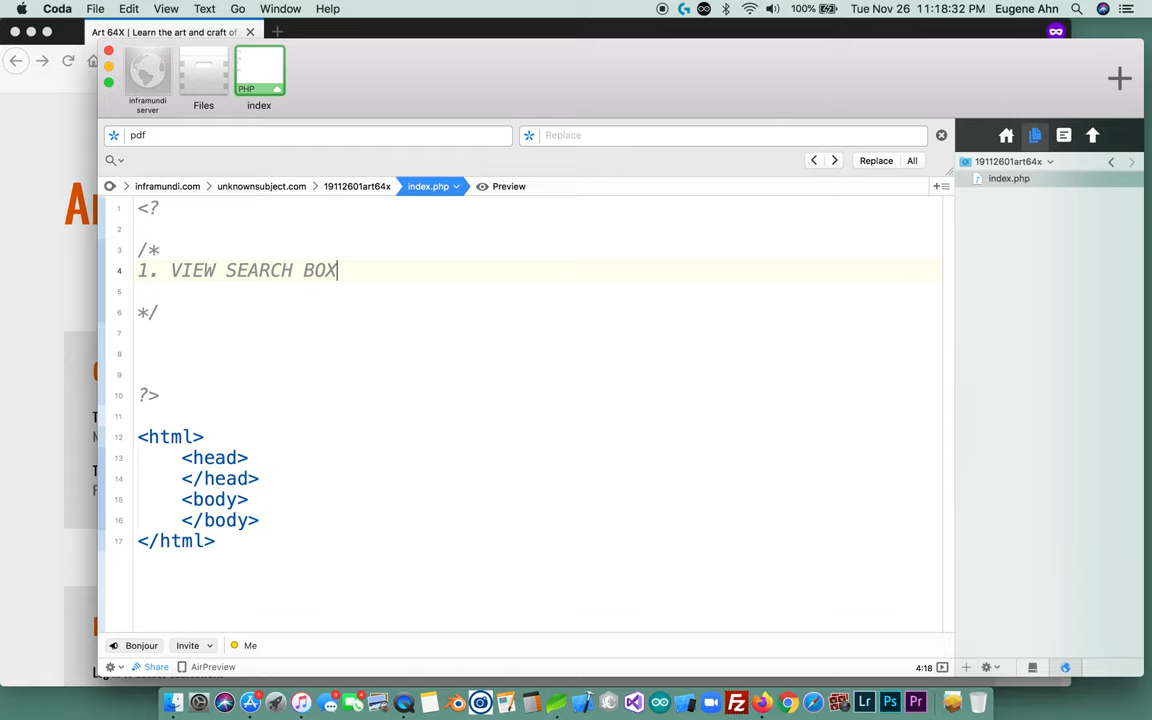 Coda File Edit View Text Go Window Help 100% Tue Nov 26 11:18:32 PM Eugene Ahn
Art 64X | Learn the art and craft of
PHP
inframundi server
Files
index
pdf
Replace
Replace All
inframundi.com unknownsubject.com 19112601art64x index.php Preview
19112601art64x
index.php
1 <?
2
3 /*
4 1. VIEW SEARCH BOX
5
6 */
7
8
9
10 ?>
11
12 <html>
13 <head>
14 </head>
15 <body>
16 </body>
17 </html>
Bonjour Invite Me
Share AirPreview 4:18
Lr Ps Pr